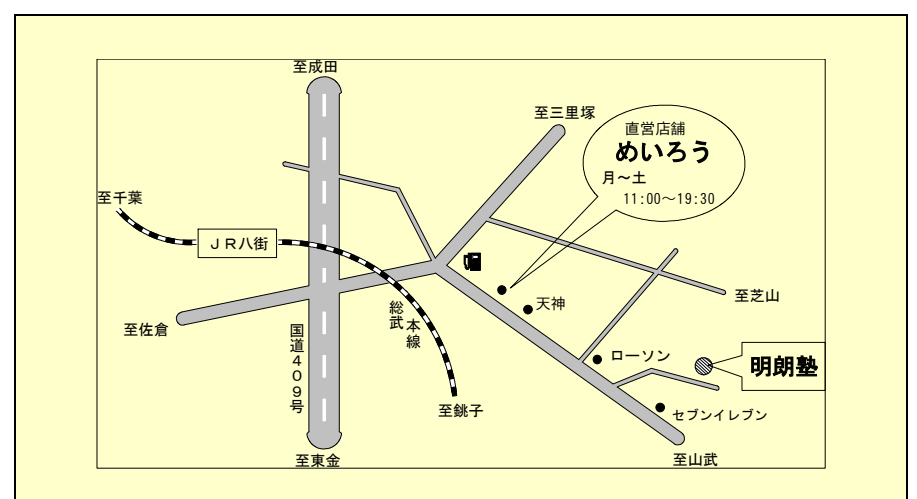 至成田
至三里塚
直営店舗
めいろう
月～土
11:00～19:30
至千葉
ＪＲ八街
至芝山
総武
本線
天神
至佐倉
国道４０９号
ローソン
明朗塾
至銚子
セブンイレブン
至東金
至山武